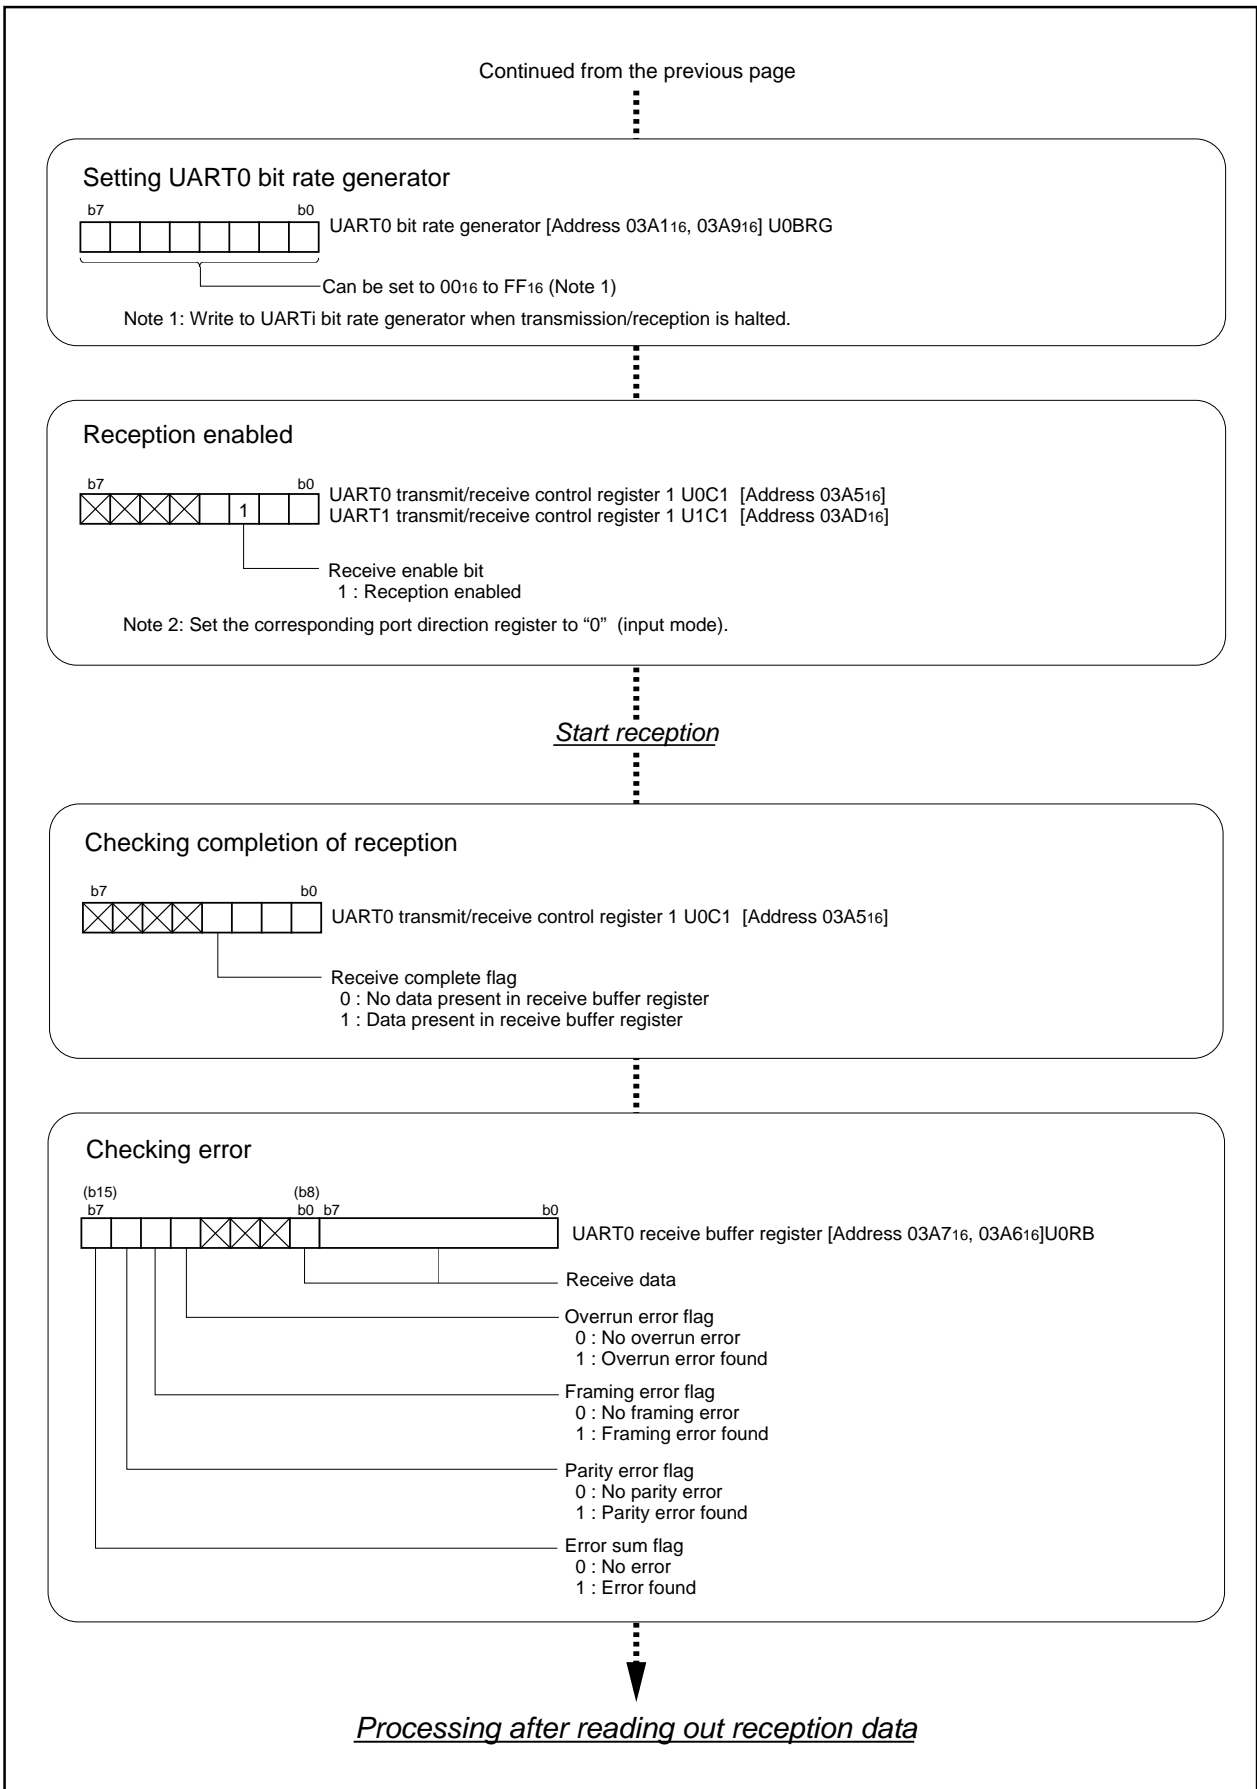 Continued from the previous page
Setting UART0 bit rate generator
b7 b0
UART0 bit rate generator [Address 03A116, 03A916] U0BRG
Can be set to 0016 to FF16 (Note 1)
Note 1: Write to UARTi bit rate generator when transmission/reception is halted.
Reception enabled
b7 b0
1
UART0 transmit/receive control register 1 U0C1 [Address 03A516]
UART1 transmit/receive control register 1 U1C1 [Address 03AD16]
Receive enable bit
1 : Reception enabled
Note 2: Set the corresponding port direction register to “0” (input mode).
Start reception
Checking completion of reception
b7 b0
UART0 transmit/receive control register 1 U0C1 [Address 03A516]
Receive complete flag
0 : No data present in receive buffer register
1 : Data present in receive buffer register
Checking error
(b15) (b8)
b7 b0 b7 b0
UART0 receive buffer register [Address 03A716, 03A616]U0RB
Receive data
Overrun error flag
0 : No overrun error
1 : Overrun error found
Framing error flag
0 : No framing error
1 : Framing error found
Parity error flag
0 : No parity error
1 : Parity error found
Error sum flag
0 : No error
1 : Error found
Processing after reading out reception data